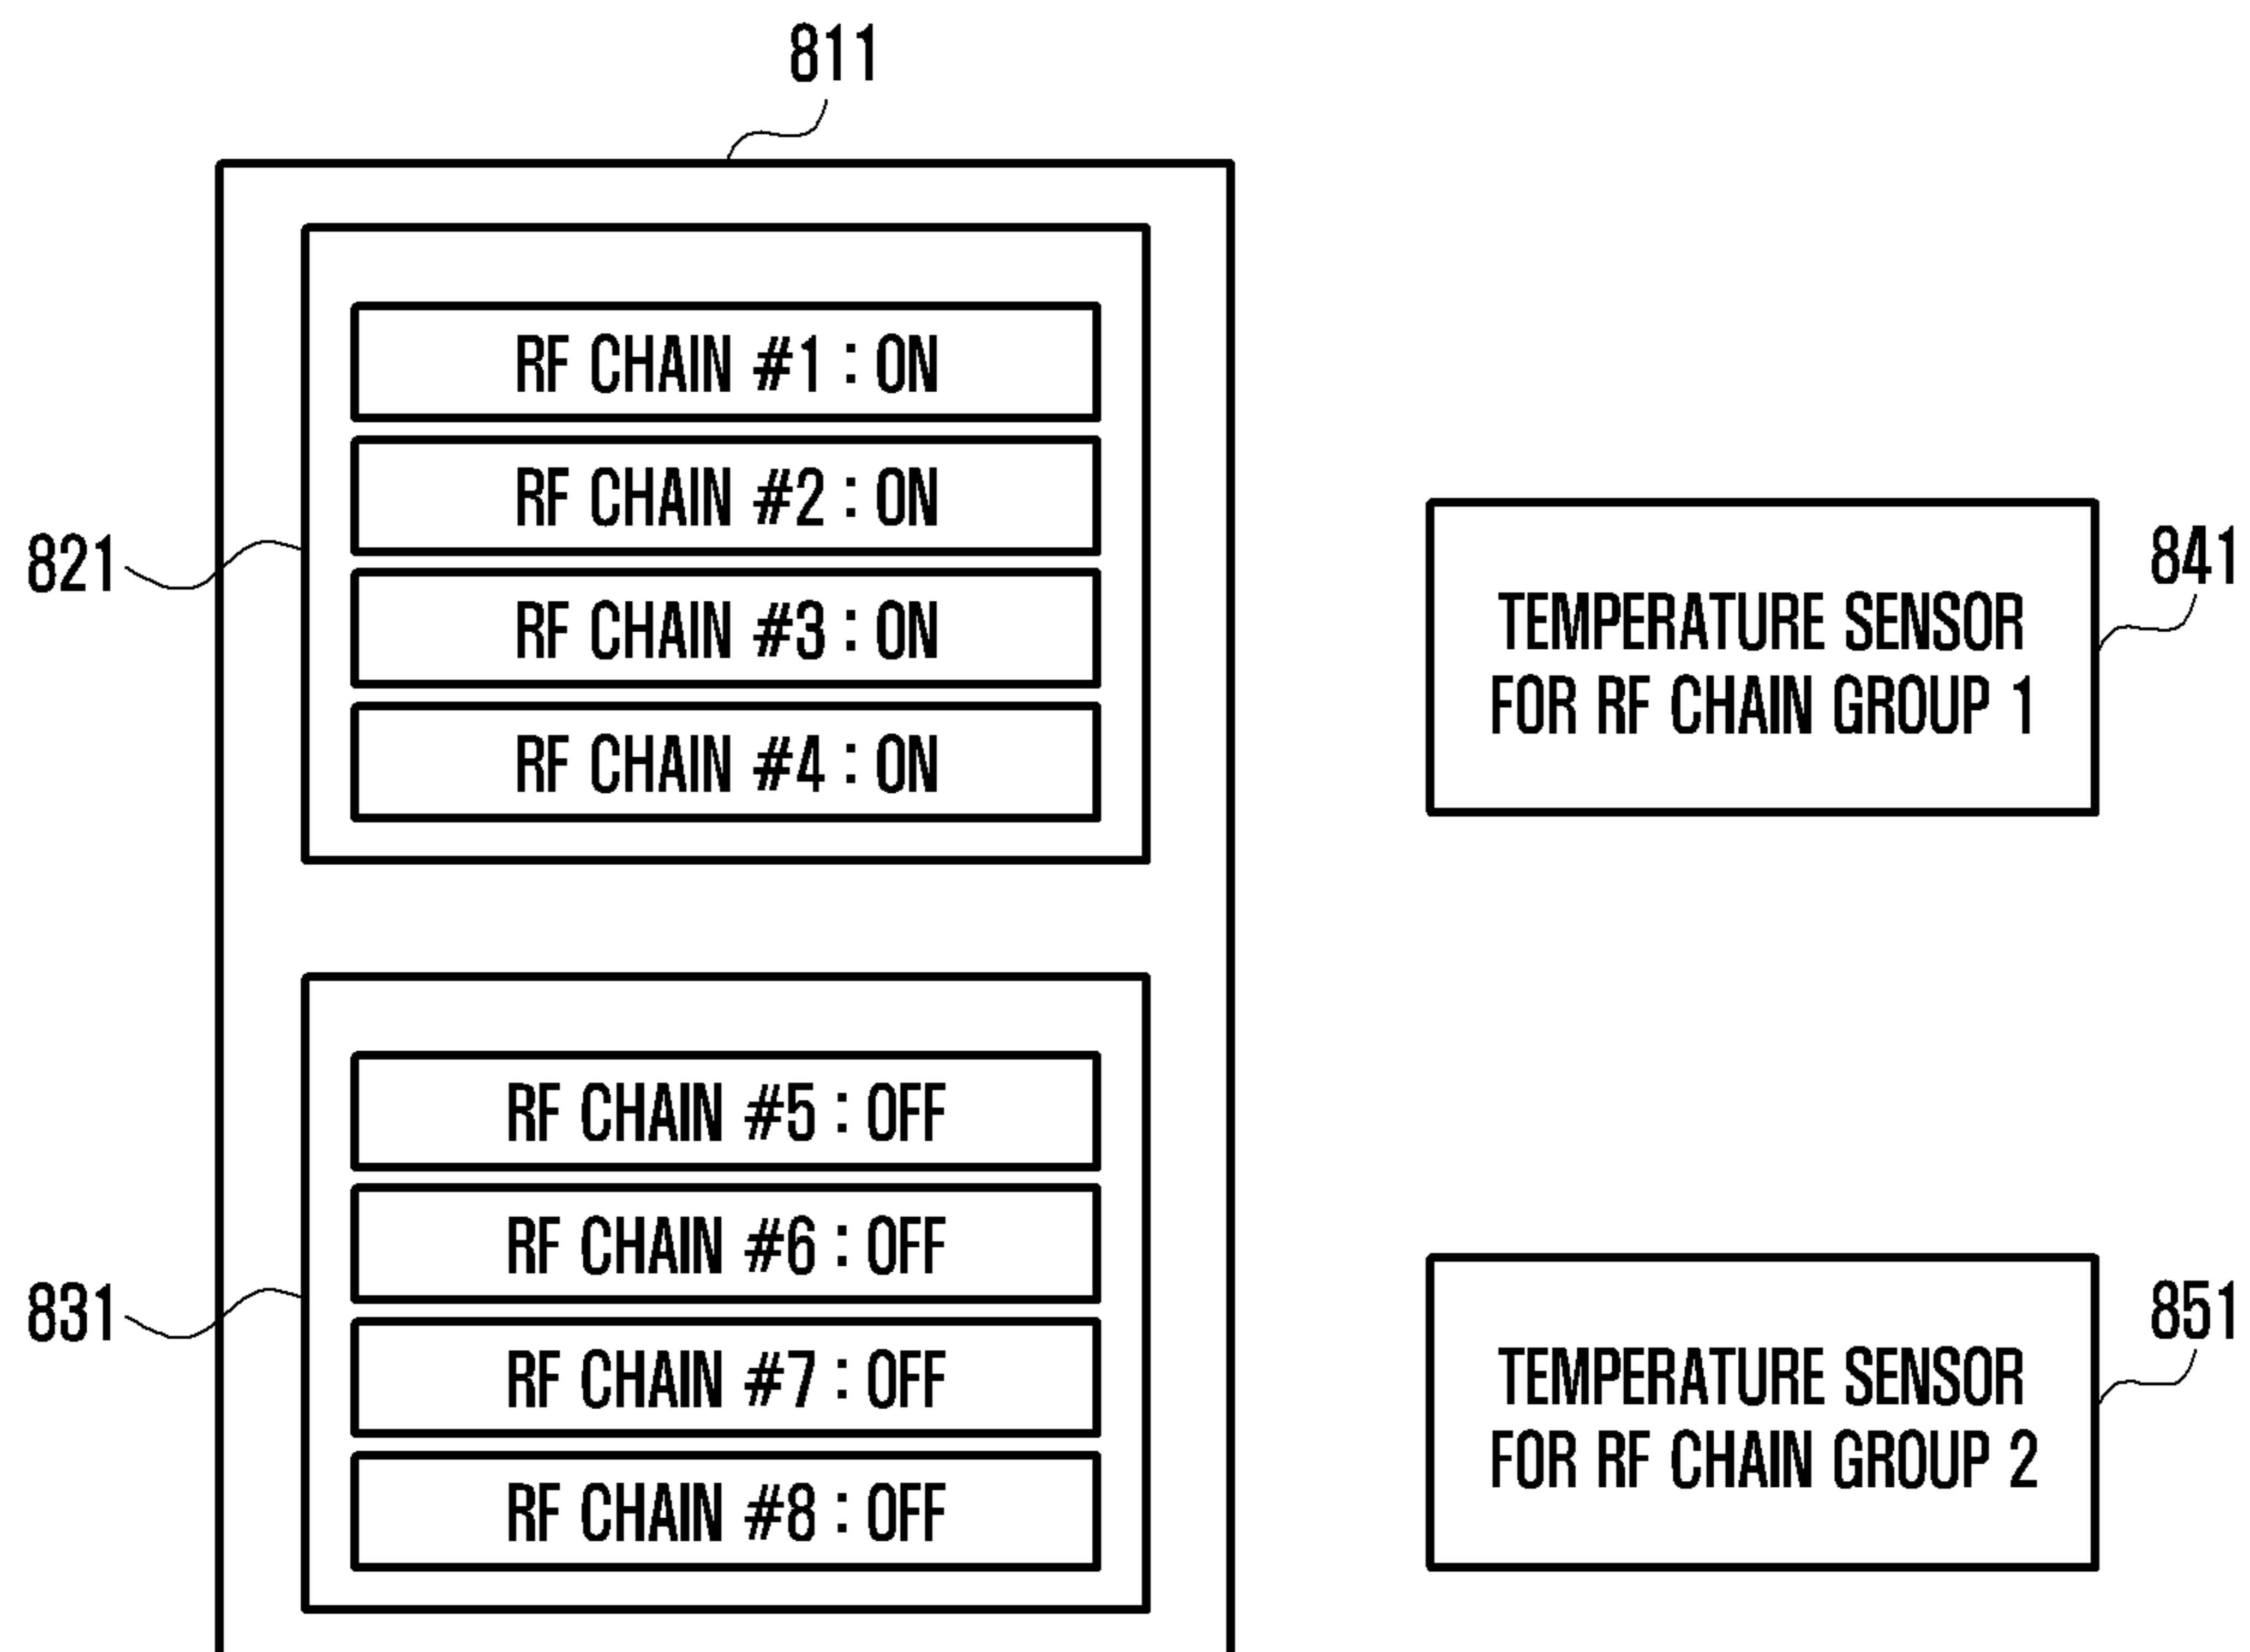 811
RF CHAIN #1 : ON
RF CHAIN #2 : ON
RF CHAIN #3 : ON
RF CHAIN #4 : ON
821
TEMPERATURE SENSOR
FOR RF CHAIN GROUP 1
841
RF CHAIN #5 : OFF
RF CHAIN #6 : OFF
RF CHAIN #7 : OFF
RF CHAIN #8 : OFF
831
TEMPERATURE SENSOR
FOR RF CHAIN GROUP 2
851